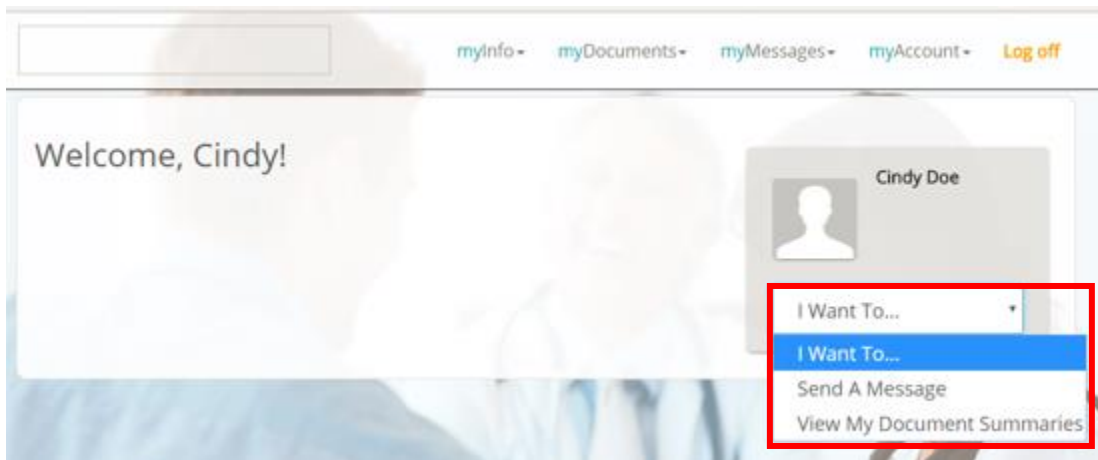 myInfo myDocuments myMessages myAccount Log off
Welcome, Cindy!
Cindy Doe
I Want To...
I Want To...
Send A Message
View My Document Summaries